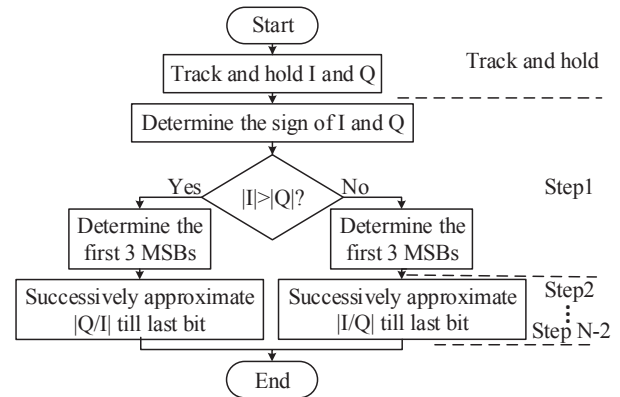 Start
Track and hold I and Q
Track and hold
Determine the sign of I and Q
|I|>|Q|?
Yes
No
Step1
Determine the
first 3 MSBs
Determine the
first 3 MSBs
Successively approximate
|Q/I| till last bit
Successively approximate
|I/Q| till last bit
Step2
Step N-2
End